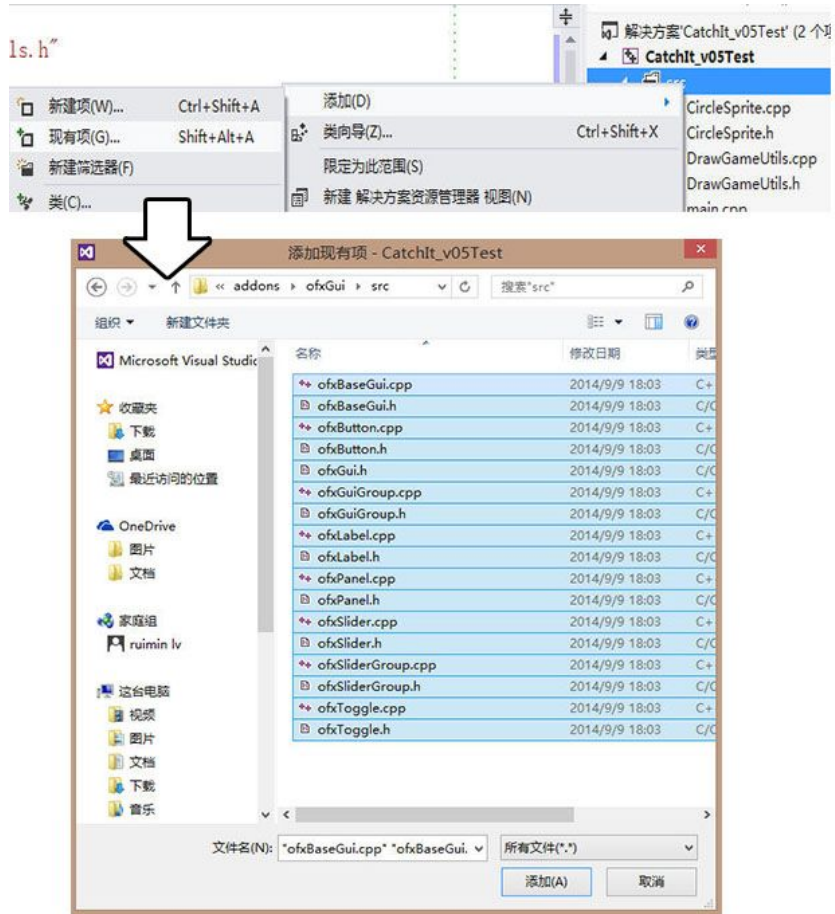 ls.h"
解决方案'CatchIt_v05Test' (2 个项
CatchIt_v05Test
src
CircleSprite.cpp
CircleSprite.h
DrawGameUtils.cpp
DrawGameUtils.h
main.cpp
新建项(W)... Ctrl+Shift+A
现有项(G)... Shift+Alt+A
新建筛选器(F)
类(C)...
添加(D)
类向导(Z)... Ctrl+Shift+X
限定为此范围(S)
新建 解决方案资源管理器 视图(N)
添加现有项 - CatchIt_v05Test
« addons ofxGui src
搜索"src"
组织 新建文件夹
Microsoft Visual Studio
收藏夹
下载
桌面
最近访问的位置
OneDrive
图片
文档
家庭组
ruimin lv
这台电脑
视频
图片
文档
下载
音乐
名称 修改日期 类型
ofxBaseGui.cpp 2014/9/9 18:03 C+
ofxBaseGui.h 2014/9/9 18:03 C/C
ofxButton.cpp 2014/9/9 18:03 C+
ofxButton.h 2014/9/9 18:03 C/C
ofxGui.h 2014/9/9 18:03 C/C
ofxGuiGroup.cpp 2014/9/9 18:03 C+
ofxGuiGroup.h 2014/9/9 18:03 C/C
ofxLabel.cpp 2014/9/9 18:03 C+
ofxLabel.h 2014/9/9 18:03 C/C
ofxPanel.cpp 2014/9/9 18:03 C+
ofxPanel.h 2014/9/9 18:03 C/C
ofxSlider.cpp 2014/9/9 18:03 C+
ofxSlider.h 2014/9/9 18:03 C/C
ofxSliderGroup.cpp 2014/9/9 18:03 C+
ofxSliderGroup.h 2014/9/9 18:03 C/C
ofxToggle.cpp 2014/9/9 18:03 C+
ofxToggle.h 2014/9/9 18:03 C/C
文件名(N): "ofxBaseGui.cpp" "ofxBaseGui. 所有文件(*.*)
添加(A) 取消